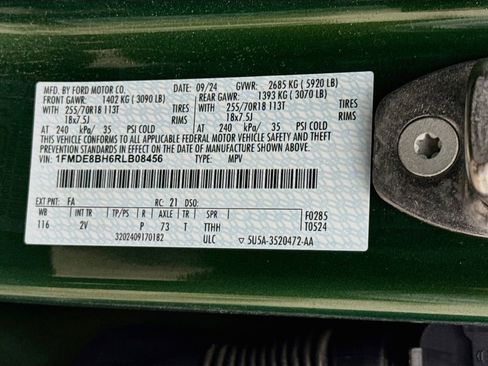 MFD. BY FORD MOTOR CO. DATE: 09/24 GVWR: 2685 KG ( 5920 LB)
FRONT GAWR: 1402 KG ( 3090 LB) REAR GAWR: 1393 KG ( 3070 LB)
WITH 255/70R18 113T TIRES WITH 255/70R18 113T TIRES
18x7.5J RIMS 18x7.5J RIMS
AT 240 kPa/ 35 PSI COLD AT 240 kPa/ 35 PSI COLD
THIS VEHICLE CONFORMS TO ALL APPLICABLE FEDERAL MOTOR VEHICLE SAFETY AND THEFT
PREVENTION STANDARDS IN EFFECT ON THE DATE OF MANUFACTURE SHOWN ABOVE.
VIN: 1FMDE8BH6RLB08456 TYPE: MPV
EXT PNT: FA RC: 21 DSO:
WB INT TR TP/PS R AXLE TR SPR F0285
116 2V P 73 T TTHH T0524
3202409170182 ULC ▽ 5U5A-3520472-AA